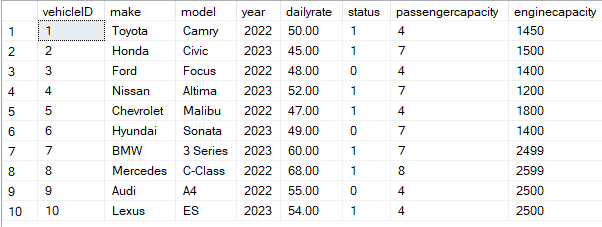 vehicleID make model year dailyrate status passengercapacity enginecapacity
1 1 Toyota Camry 2022 50.00 1 4 1450
2 2 Honda Civic 2023 45.00 1 7 1500
3 3 Ford Focus 2022 48.00 0 4 1400
4 4 Nissan Altima 2023 52.00 1 7 1200
5 5 Chevrolet Malibu 2022 47.00 1 4 1800
6 6 Hyundai Sonata 2023 49.00 0 7 1400
7 7 BMW 3 Series 2023 60.00 1 7 2499
8 8 Mercedes C-Class 2022 68.00 1 8 2599
9 9 Audi A4 2022 55.00 0 4 2500
10 10 Lexus ES 2023 54.00 1 4 2500